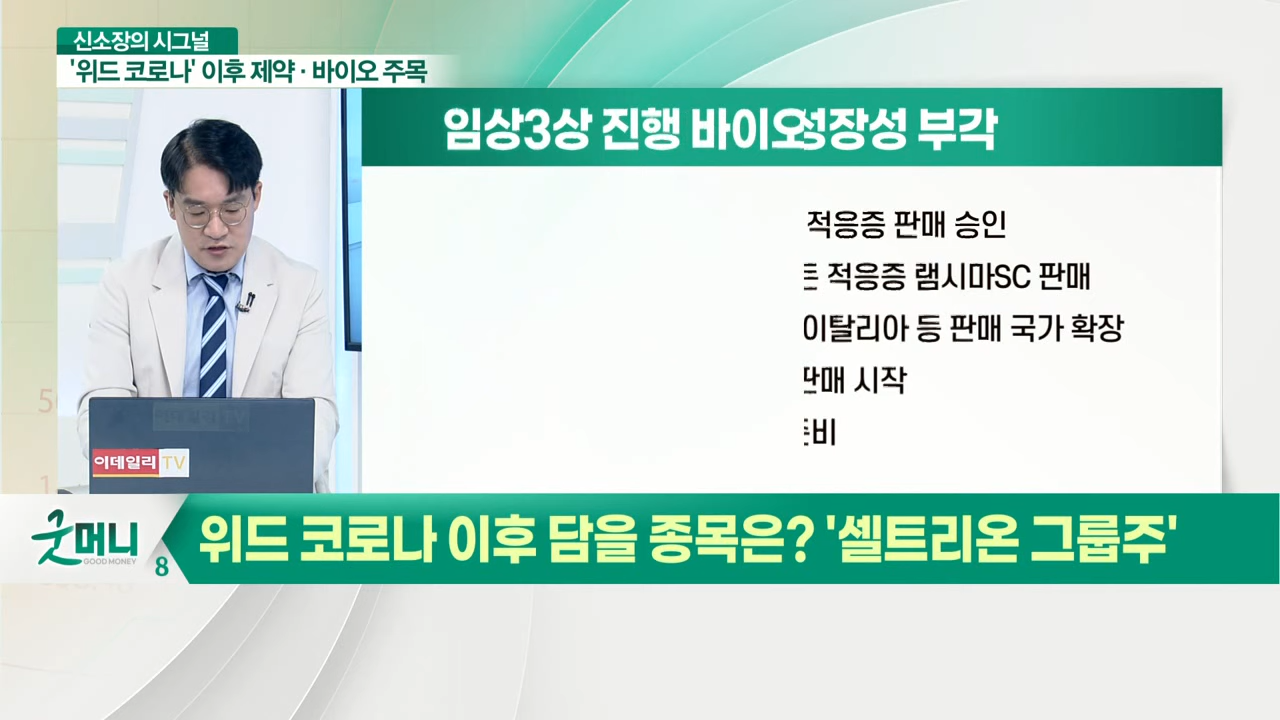 신소장의 시그널
'위드 코로나' 이후 제약·바이오 주목
임상3상 진행 바이오 성장성 부각
적응증 판매 승인
적응증 램시마SC 판매
이탈리아 등 판매 국가 확장
판매 시작
이데일리 TV
굿머니
GOOD MONEY
8
위드 코로나 이후 담을 종목은? '셀트리온 그룹주'